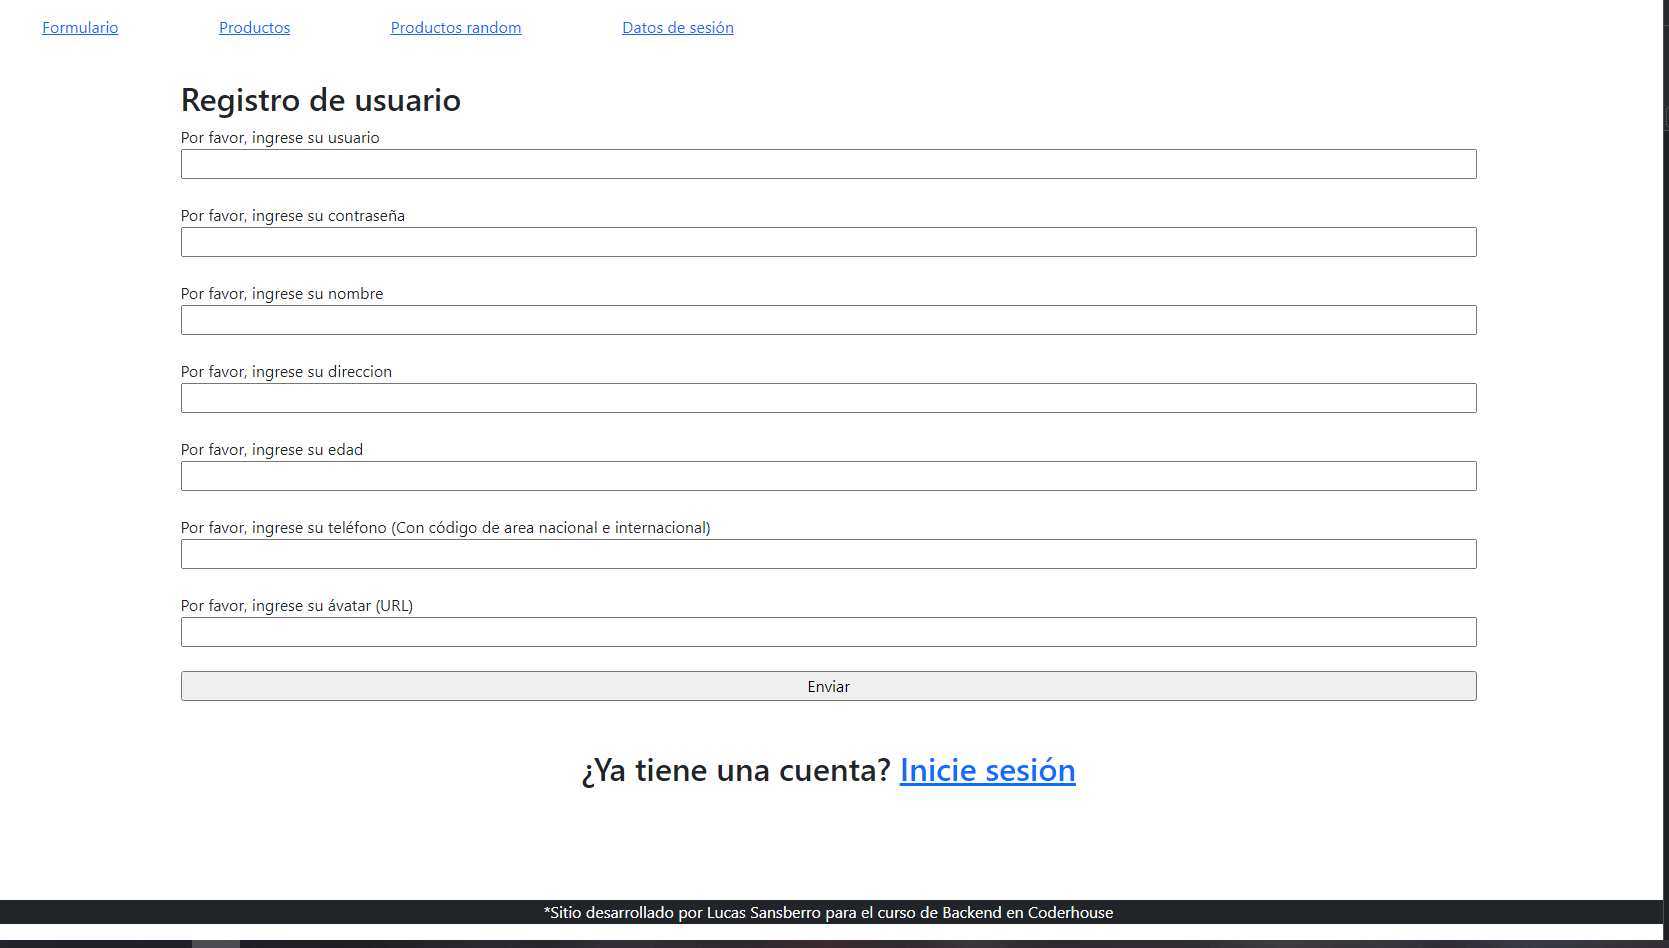 Formulario Productos Productos random Datos de sesión
Registro de usuario
Por favor, ingrese su usuario
Por favor, ingrese su contraseña
Por favor, ingrese su nombre
Por favor, ingrese su direccion
Por favor, ingrese su edad
Por favor, ingrese su teléfono (Con código de area nacional e internacional)
Por favor, ingrese su ávatar (URL)
Enviar
¿Ya tiene una cuenta? Inicie sesión
*Sitio desarrollado por Lucas Sansberro para el curso de Backend en Coderhouse